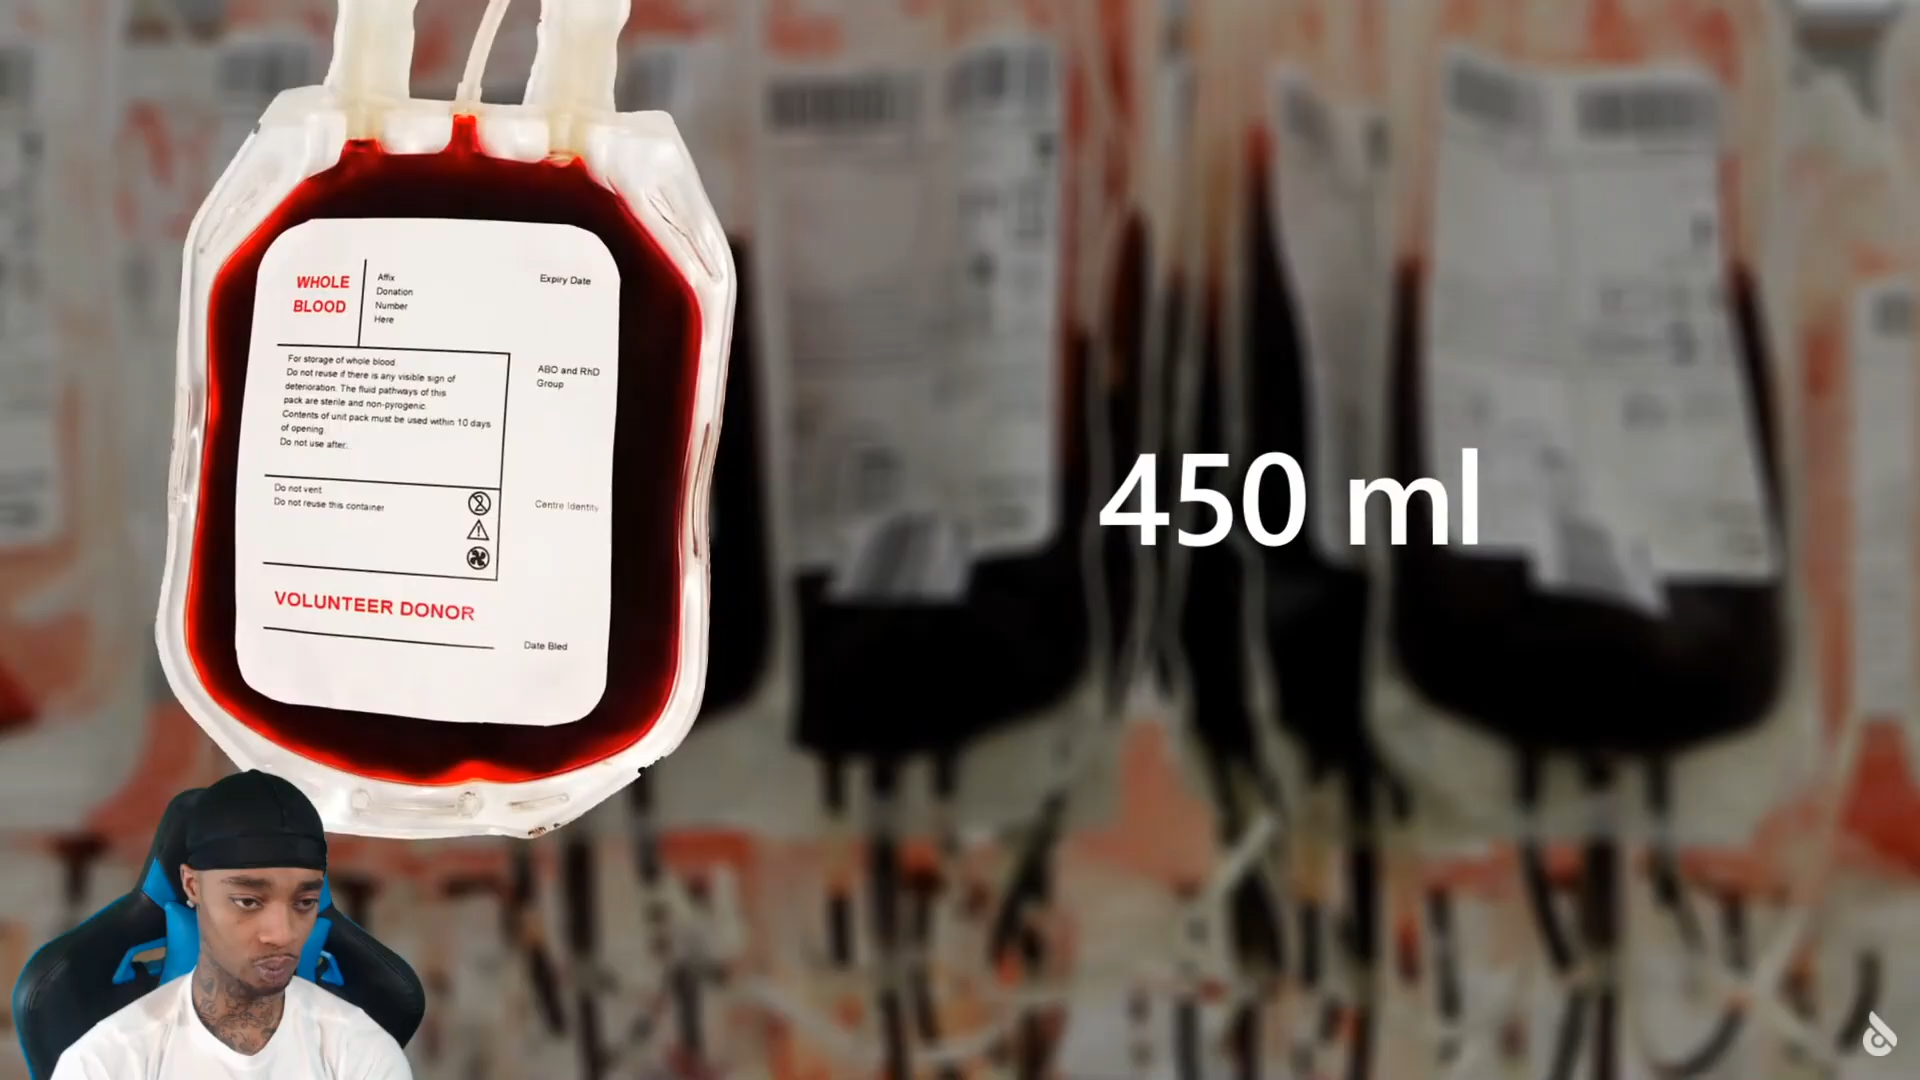 WHOLE
BLOOD
Affix
Donation
Number
Here
Expiry Date
For storage of whole blood
Do not reuse if there is any visible sign of
deterioration. The fluid pathways of this
pack are sterile and non-pyrogenic.
Contents of unit pack must be used within 10 days
of opening.
Do not use after:
ABO and RhD
Group
Do not vent
Do not reuse this container
Centre Identity
VOLUNTEER DONOR
Date Bled
450 ml